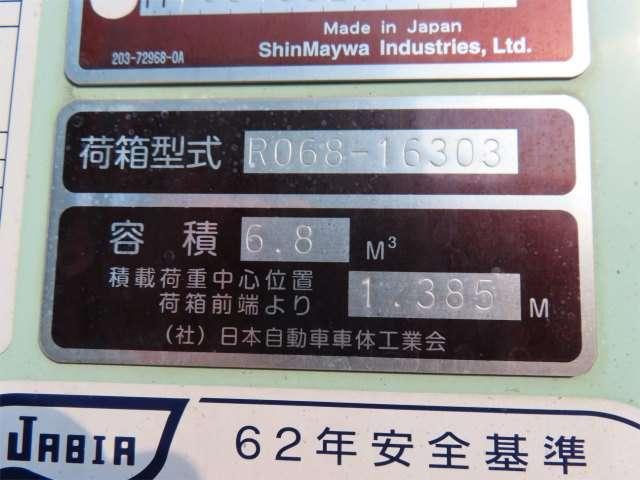 Made in Japan
203-72968-0A
ShinMaywa Industries, Ltd.
荷箱型式 R068-16303
容積 6.8 M³
積載荷重中心位置
荷箱前端より 1.385 M
(社)日本自動車車体工業会
JABIA 62年安全基準